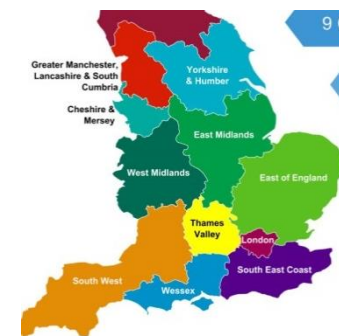 9
Greater Manchester,
Lancashire & South
Cumbria
Yorkshire
& Humber
Cheshire &
Mersey
East Midlands
West Midlands
East of England
Thames
Valley
London
South West
South East Coast
Wessex